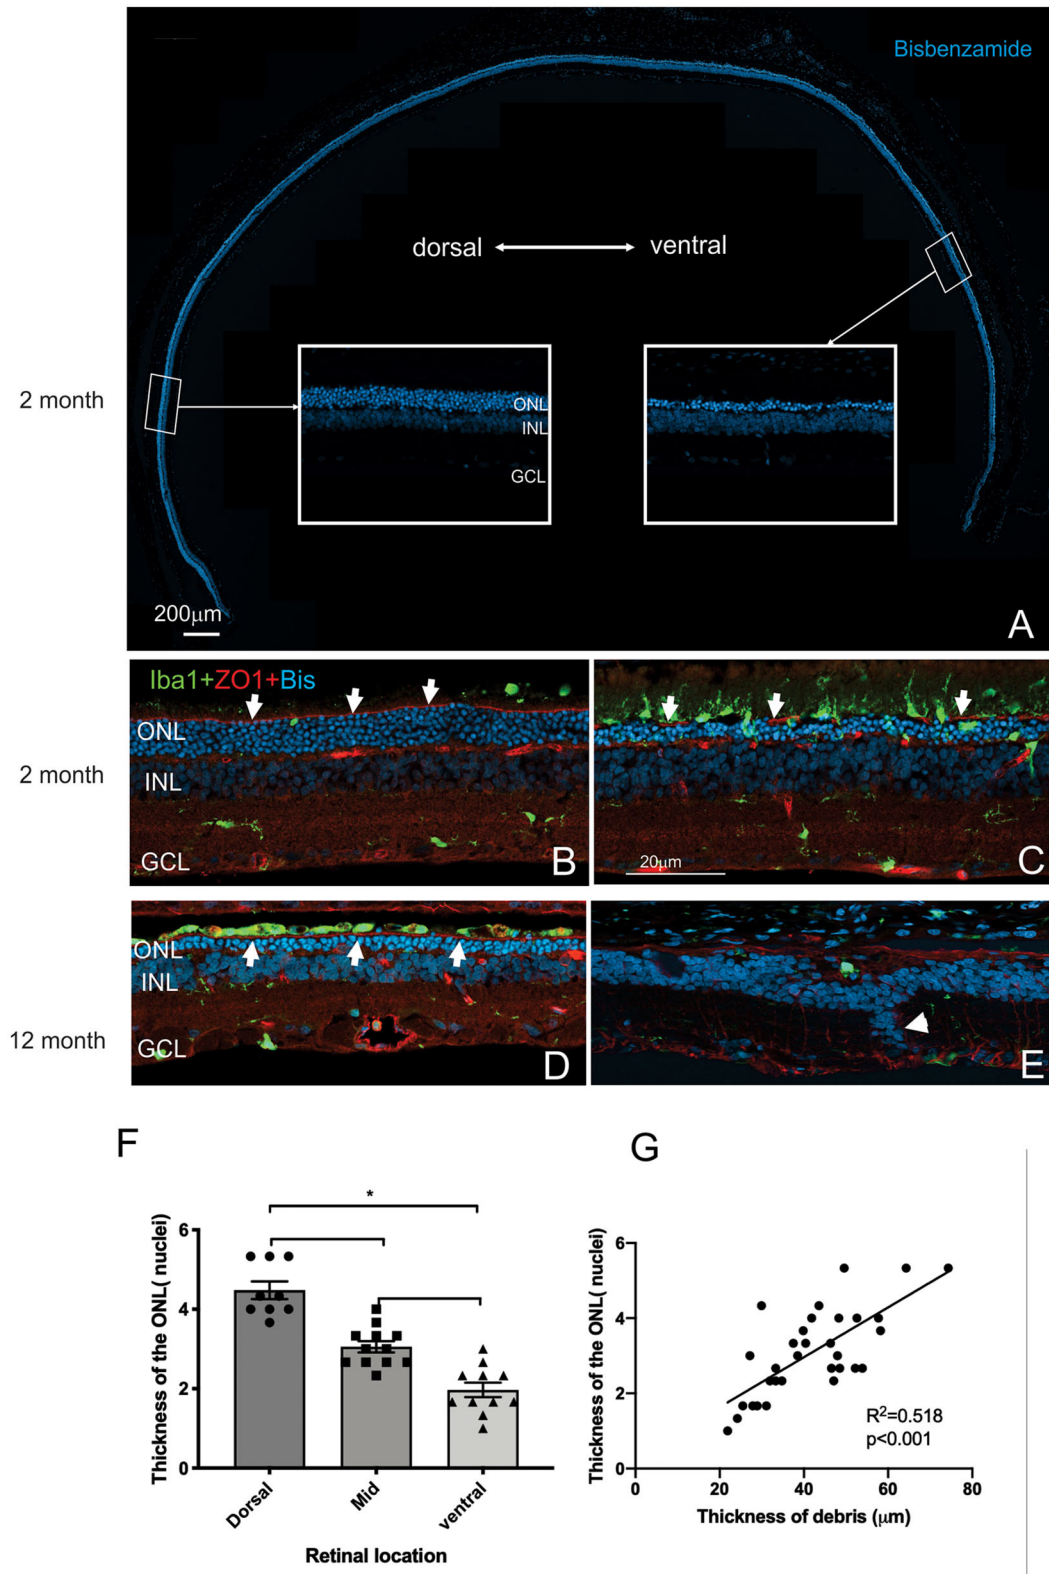 Bisbenzamide
dorsal ventral
2 month
ONL
INL
GCL
200μm
A
Iba1+ZO1+Bis
ONL
2 month
INL
GCL
B
20μm
C
ONL
INL
12 month
GCL
D
E
F
Thickness of the ONL( nuclei)
6
4
2
0
*
Dorsal
Mid
ventral
Retinal location
G
Thickness of the ONL( nuclei)
6
4
2
0
R²=0.518
p<0.001
0 20 40 60 80
Thickness of debris (μm)